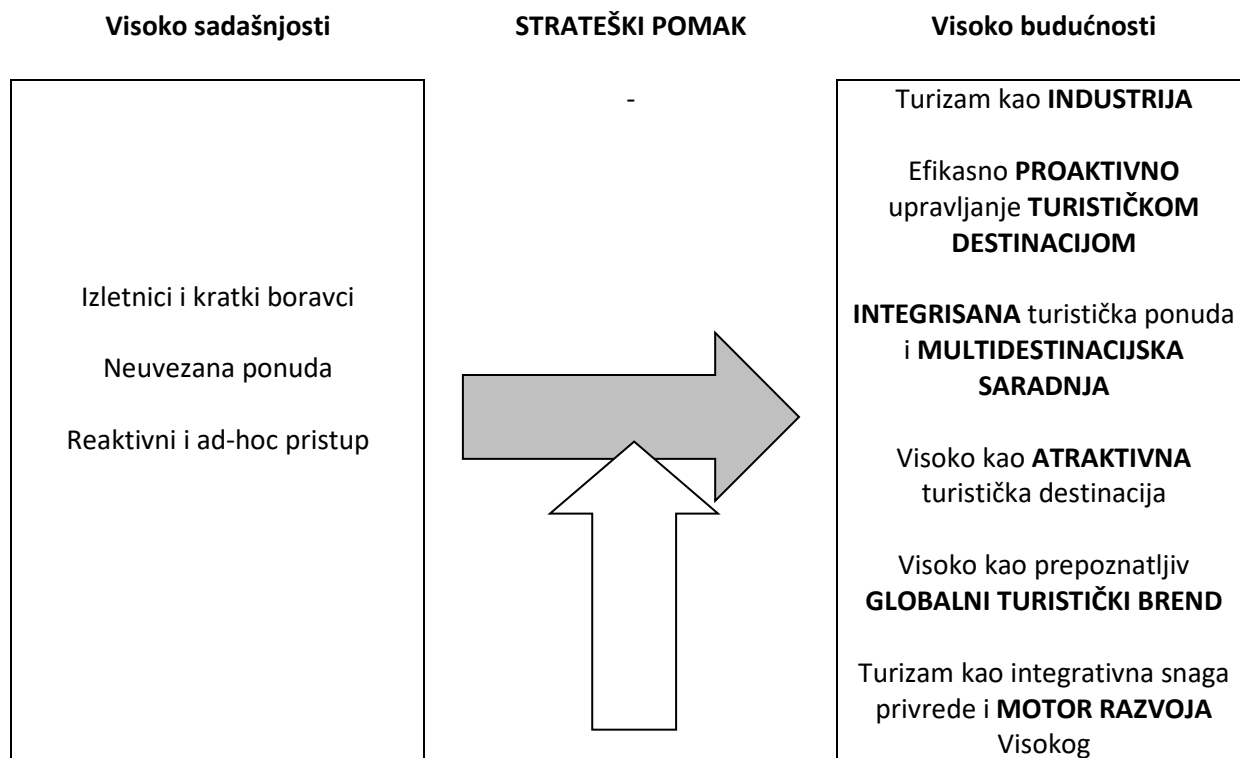 Visoko sadašnjosti
STRATEŠKI POMAK
Visoko budućnosti
Izletnici i kratki boravci
Neuvezana ponuda
Reaktivni i ad-hoc pristup
-
Turizam kao INDUSTRIJA
Efikasno PROAKTIVNO
upravljanje TURISTIČKOM
DESTINACIJOM
INTEGRISANA turistička ponuda
i MULTIDESTINACIJSKA
SARADNJA
Visoko kao ATRAKTIVNA
turistička destinacija
Visoko kao prepoznatljiv
GLOBALNI TURISTIČKI BREND
Turizam kao integrativna snaga
privrede i MOTOR RAZVOJA
Visokog